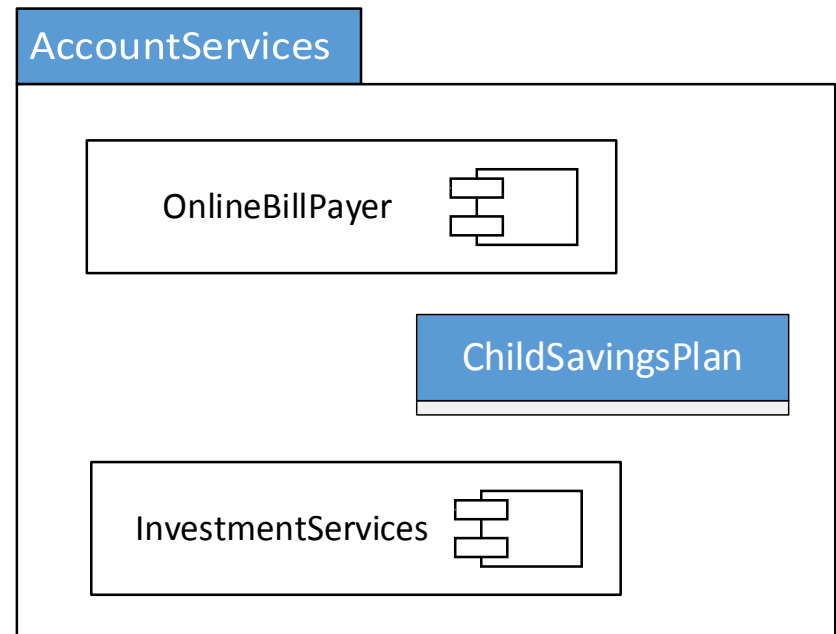 AccountServices
OnlineBillPayer
ChildSavingsPlan
InvestmentServices